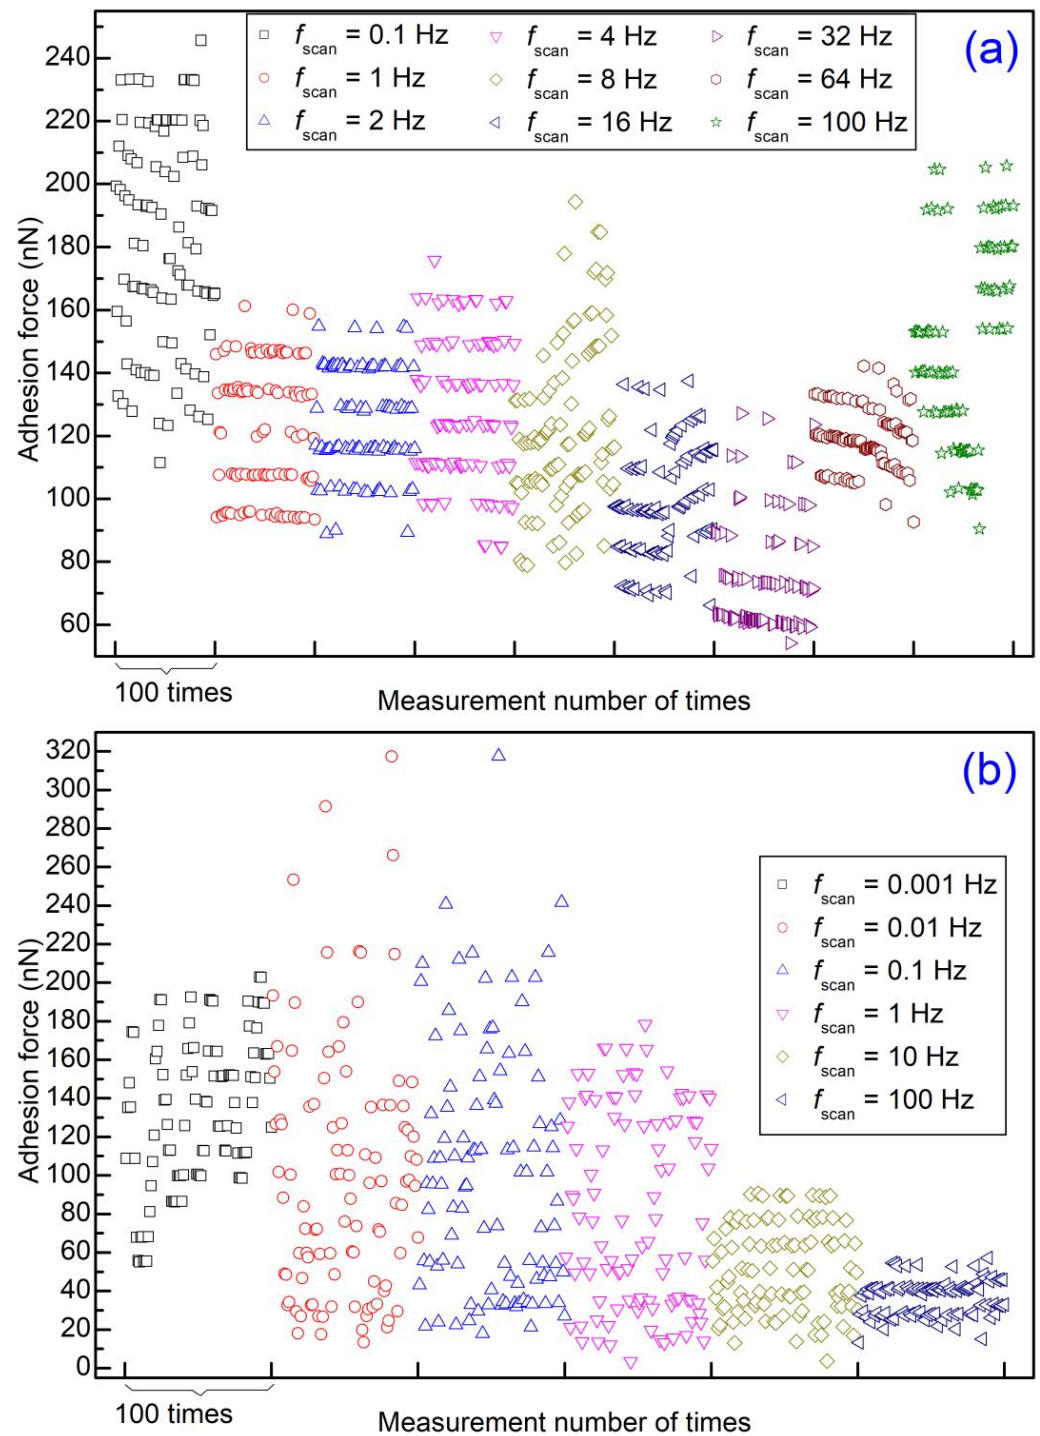 (a)
f_scan = 0.1 Hz f_scan = 4 Hz f_scan = 32 Hz
f_scan = 1 Hz f_scan = 8 Hz f_scan = 64 Hz
f_scan = 2 Hz f_scan = 16 Hz f_scan = 100 Hz
240
220
200
180
160
140
120
100
80
60
Adhesion force (nN)
100 times
Measurement number of times
(b)
320
300
280
260
240
220
200
180
160
140
120
100
80
60
40
20
0
Adhesion force (nN)
f_scan = 0.001 Hz
f_scan = 0.01 Hz
f_scan = 0.1 Hz
f_scan = 1 Hz
f_scan = 10 Hz
f_scan = 100 Hz
100 times
Measurement number of times